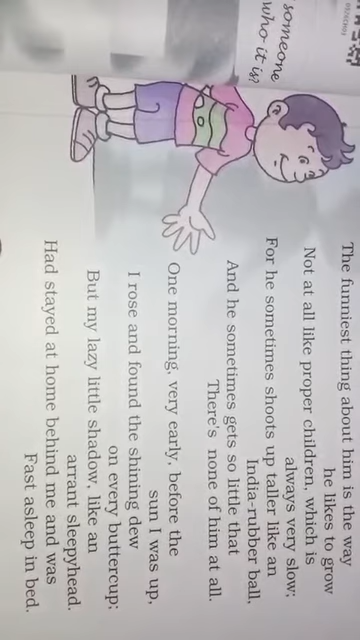 someone
who it is?
The funniest thing about him is the way
he likes to grow
Not at all like proper children, which is
always very slow;
For he sometimes shoots up taller like an
India-rubber ball,
And he sometimes gets so little that
There's none of him at all.
One morning, very early, before the
sun I was up,
I rose and found the shining dew
on every buttercup;
But my lazy little shadow, like an
arrant sleepyhead.
Had stayed at home behind me and was
Fast asleep in bed.